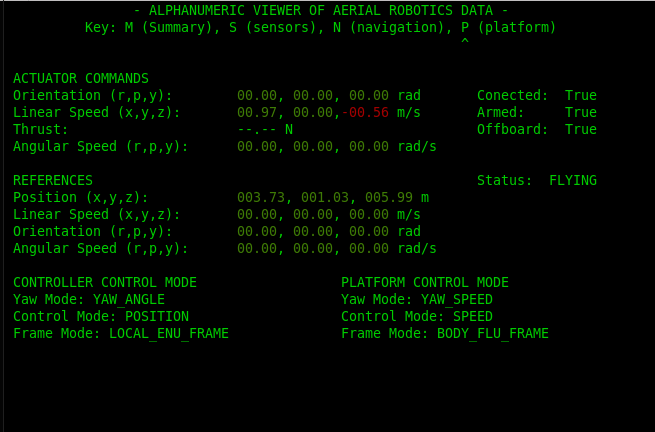 - ALPHANUMERIC VIEWER OF AERIAL ROBOTICS DATA -
Key: M (Summary), S (sensors), N (navigation), P (platform)
^
ACTUATOR COMMANDS
Orientation (r,p,y): 00.00, 00.00, 00.00 rad Conected: True
Linear Speed (x,y,z): 00.97, 00.00,-00.56 m/s Armed: True
Thrust: --.-- N Offboard: True
Angular Speed (r,p,y): 00.00, 00.00, 00.00 rad/s
REFERENCES Status: FLYING
Position (x,y,z): 003.73, 001.03, 005.99 m
Linear Speed (x,y,z): 00.00, 00.00, 00.00 m/s
Orientation (r,p,y): 00.00, 00.00, 00.00 rad
Angular Speed (r,p,y): 00.00, 00.00, 00.00 rad/s
CONTROLLER CONTROL MODE PLATFORM CONTROL MODE
Yaw Mode: YAW_ANGLE Yaw Mode: YAW_SPEED
Control Mode: POSITION Control Mode: SPEED
Frame Mode: LOCAL_ENU_FRAME Frame Mode: BODY_FLU_FRAME